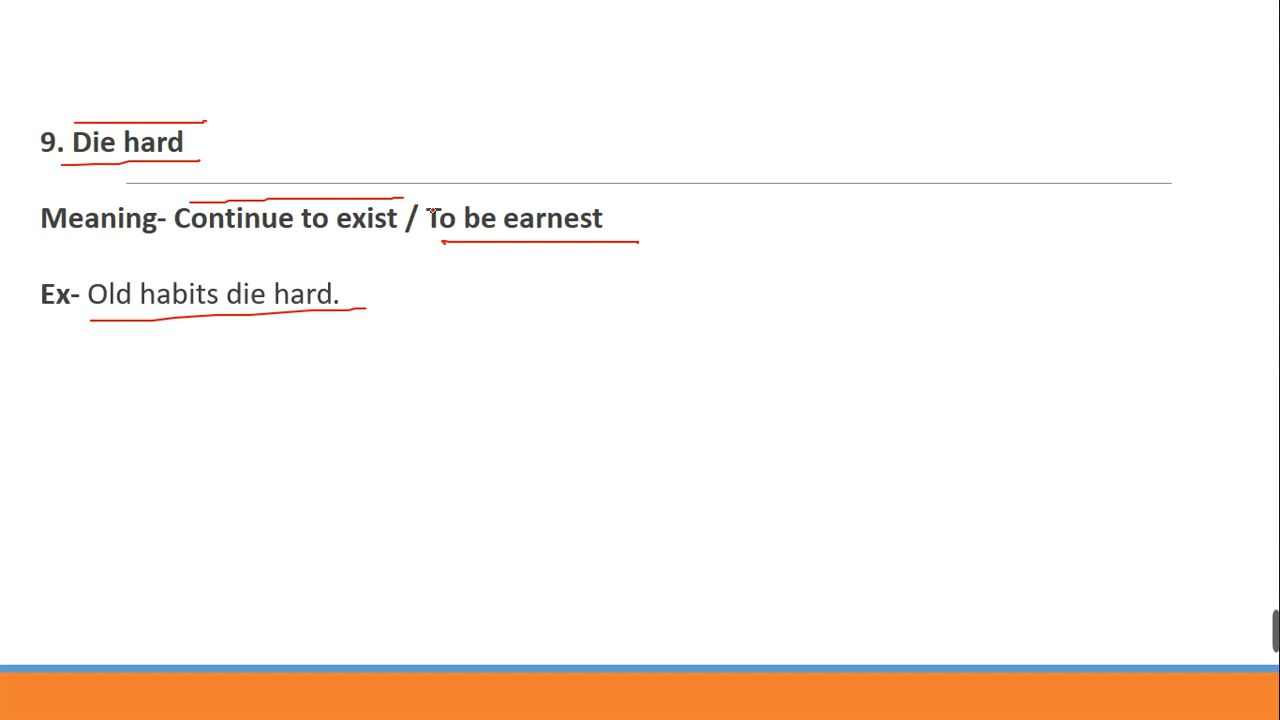 9. Die hard
Meaning- Continue to exist / To be earnest
Ex- Old habits die hard.